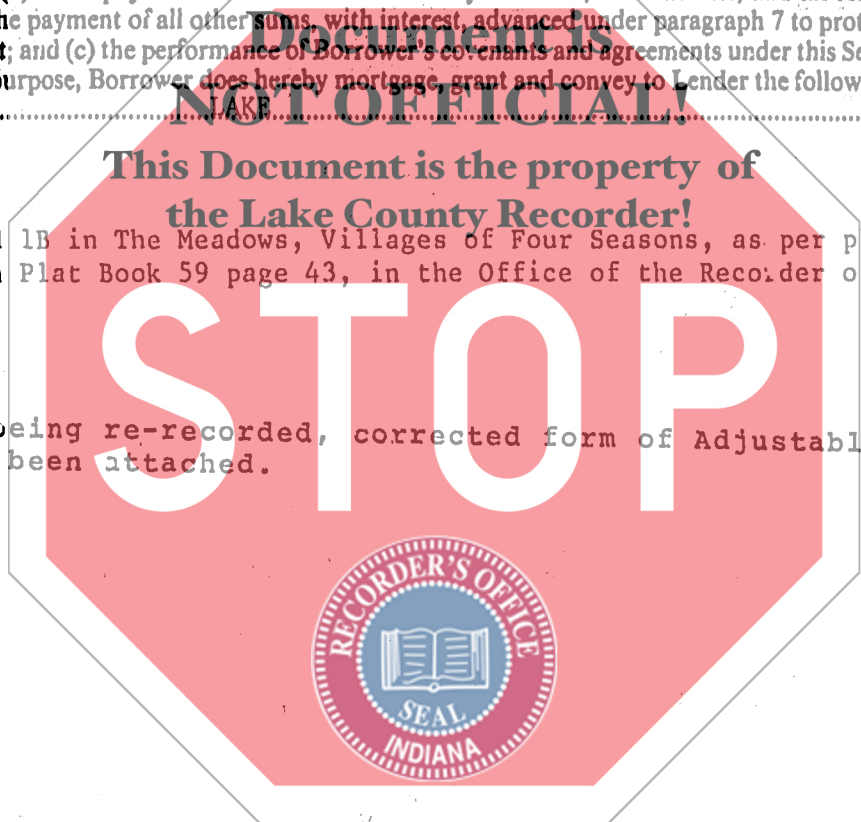 he payment of all other sums, with interest, advanced under paragraph 7 to pro
Document is
t; and (c) the performance of Borrower's covenants and agreements under this Se
urpose, Borrower does hereby mortgage, grant and convey to Lender the follow
NOT OFFICIAL!
LAKE
This Document is the property of
the Lake County Recorder!
1B in The Meadows, Villages of Four Seasons, as per p
Plat Book 59 page 43, in the Office of the Recorder o
STOP
being re-recorded, corrected form of Adjustabl
been attached.
RECORDER'S OFFICE
SEAL
INDIANA